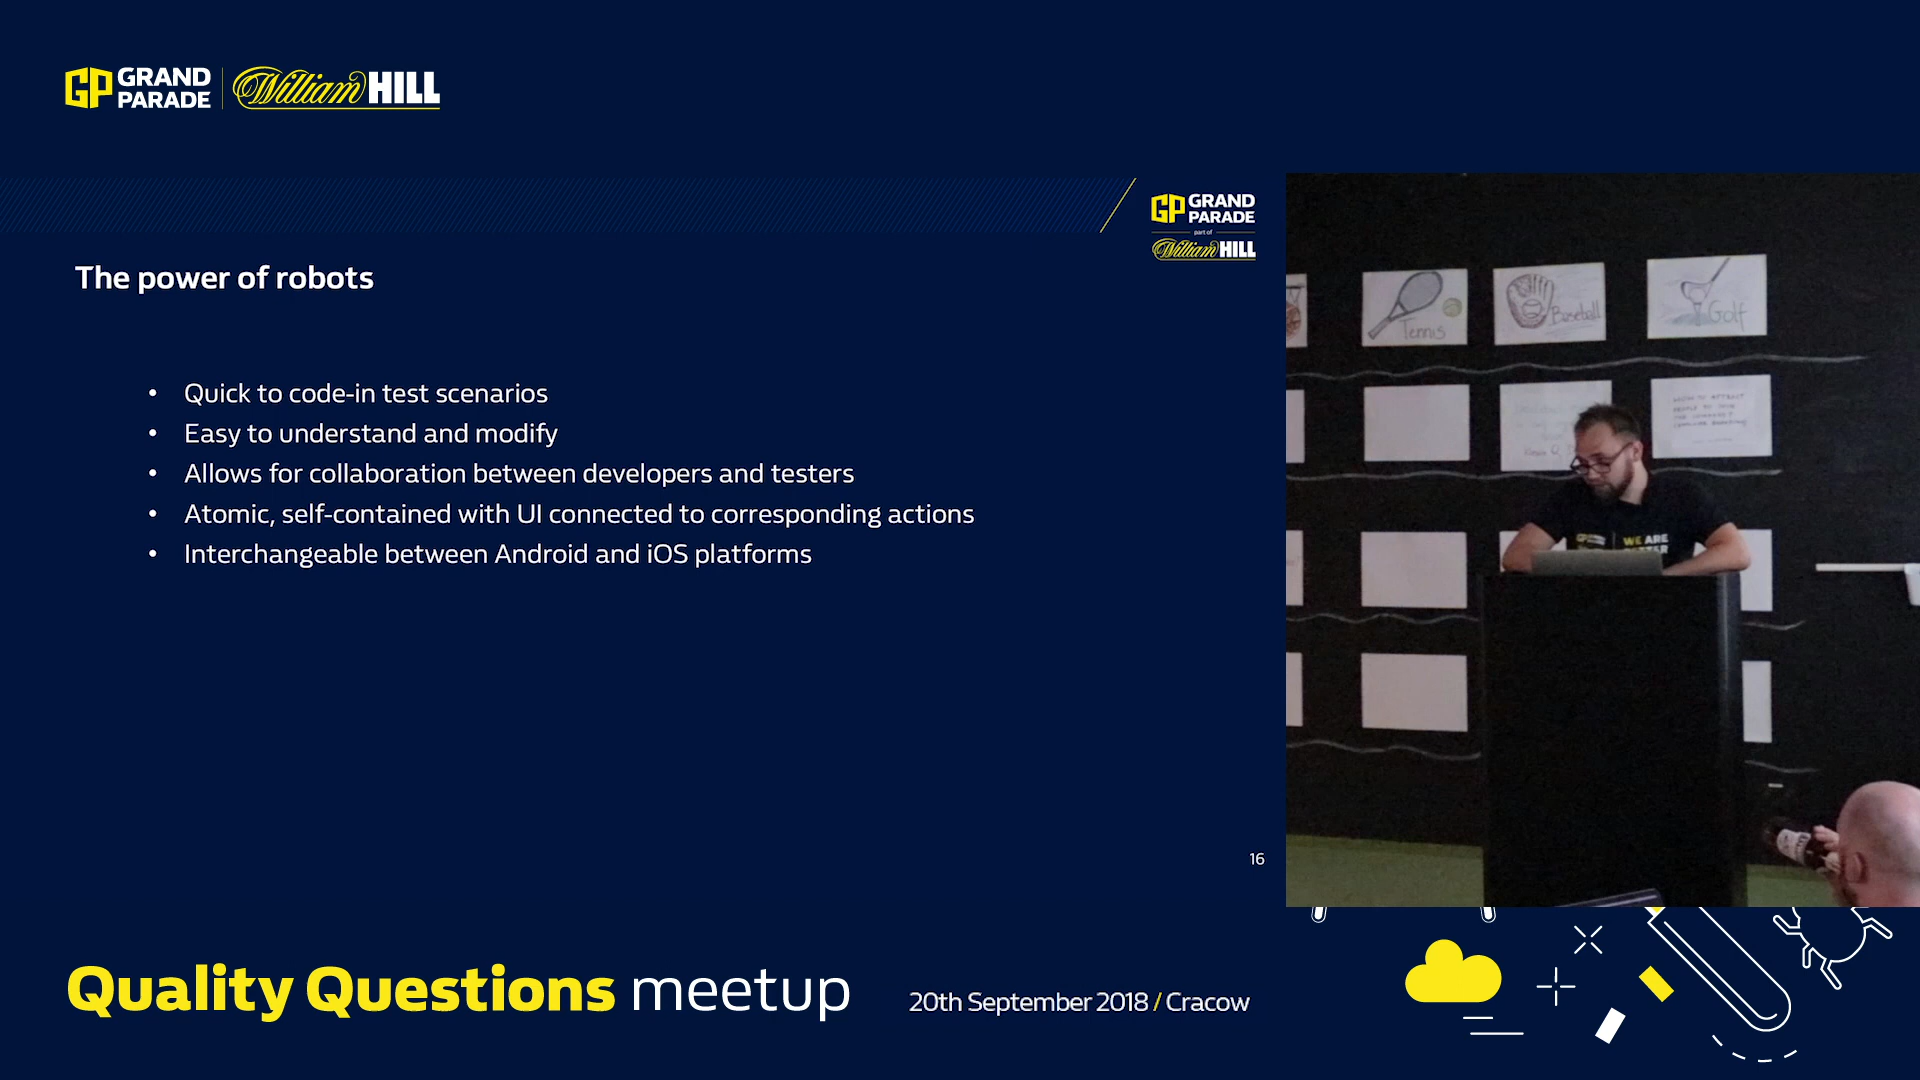 GP GRAND PARADE William HILL
GP GRAND PARADE
part of
William HILL
The power of robots
• Quick to code-in test scenarios
• Easy to understand and modify
• Allows for collaboration between developers and testers
• Atomic, self-contained with UI connected to corresponding actions
• Interchangeable between Android and iOS platforms
16
Tennis
Baseball
Golf
WE ARE
Quality Questions meetup
20th September 2018 / Cracow